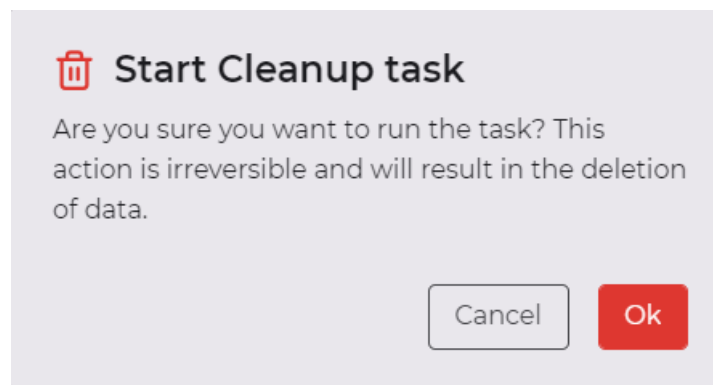 Start Cleanup task
Are you sure you want to run the task? This
action is irreversible and will result in the deletion
of data.
Cancel
Ok